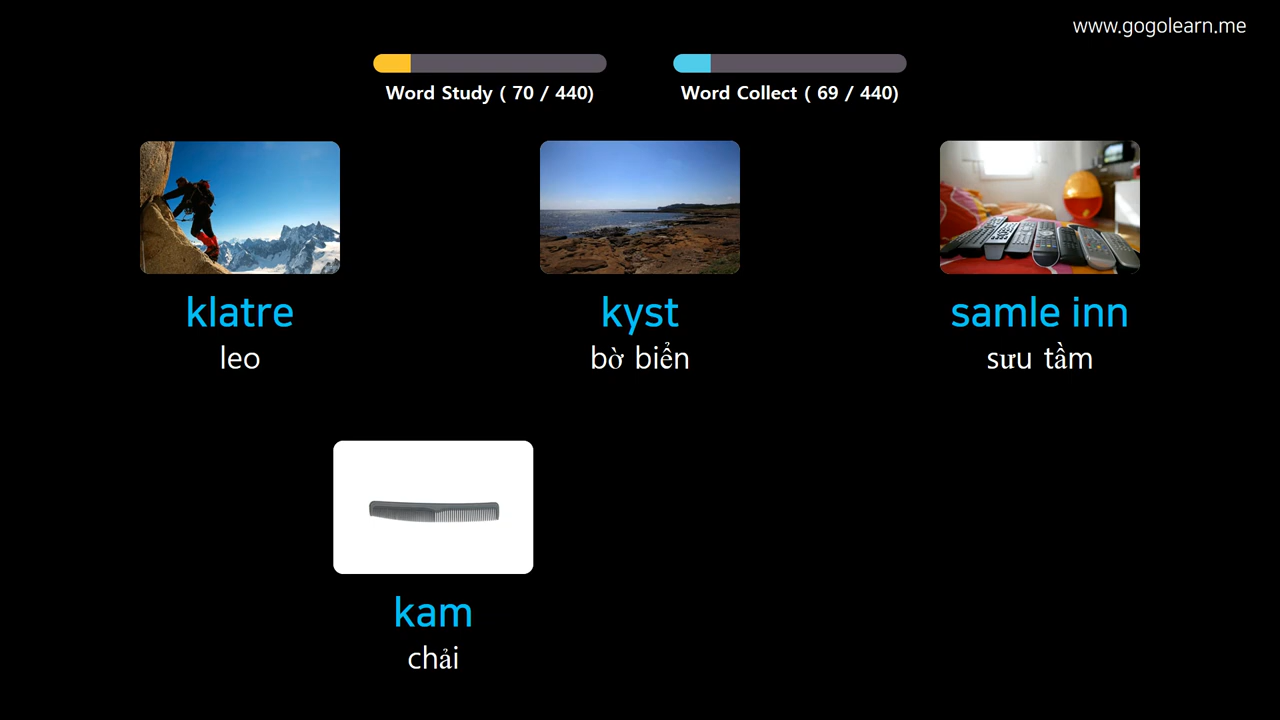 www.gogolearn.me
Word Study ( 70 / 440)
Word Collect ( 69 / 440)
klatre
leo
kyst
bờ biển
samle inn
sưu tầm
kam
chải